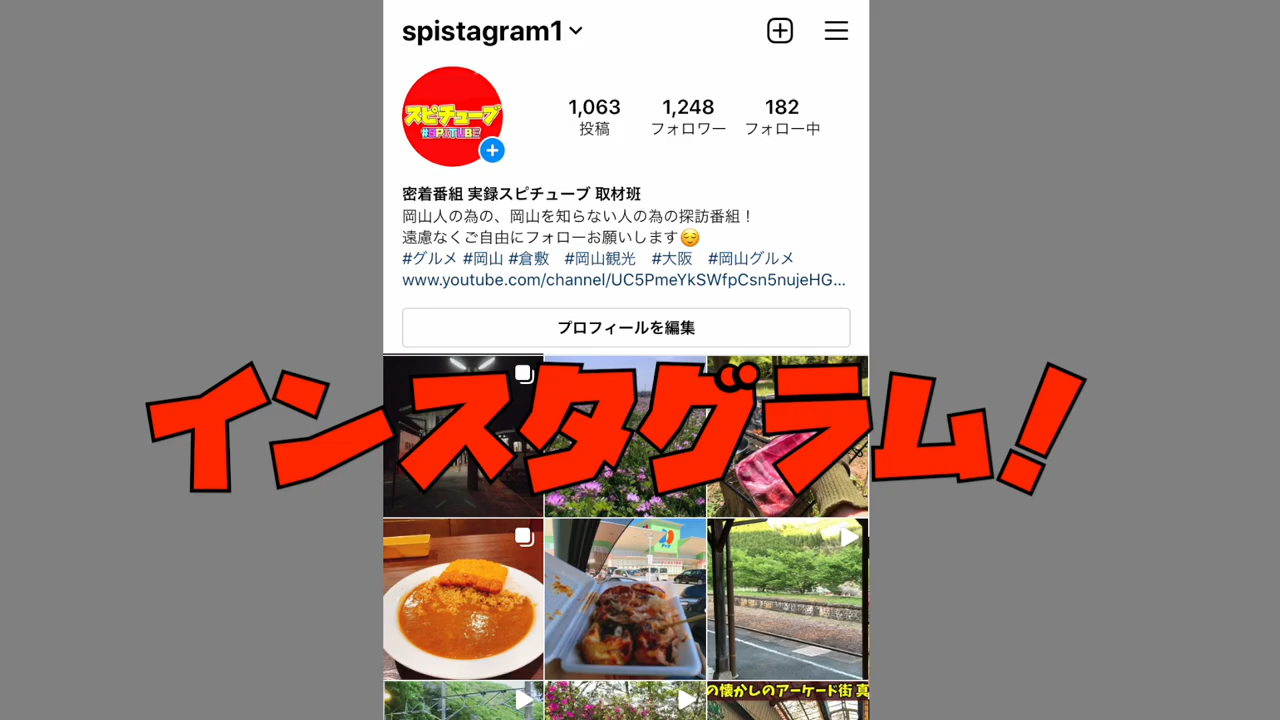 spistagram1
スピチューブ
#SPITUBE
1,063
投稿
1,248
フォロワー
182
フォロー中
密着番組 実録スピチューブ 取材班
岡山人の為の、岡山を知らない人の為の探訪番組！
遠慮なくご自由にフォローお願いします😌
#グルメ #岡山 #倉敷　#岡山観光　#大阪　#岡山グルメ
www.youtube.com/channel/UC5PmeYkSWfpCsn5nujeHG...
プロフィールを編集
インスタグラム！
の懐かしのアーケード街 真